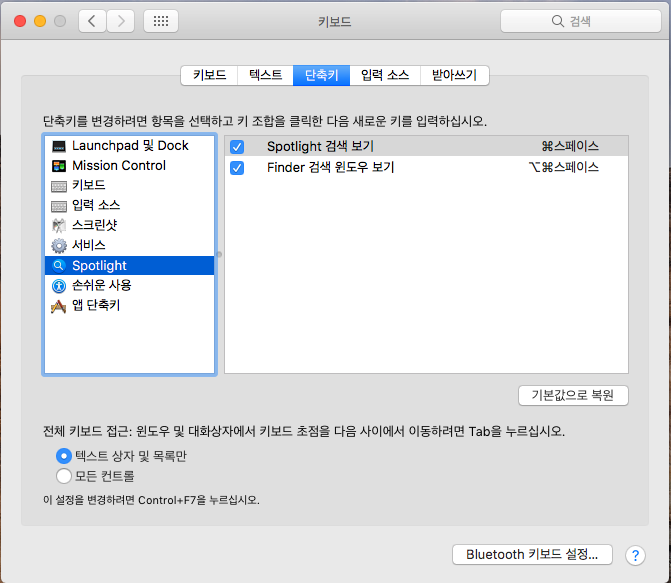 키보드
검색
키보드 텍스트 단축키 입력 소스 받아쓰기
단축키를 변경하려면 항목을 선택하고 키 조합을 클릭한 다음 새로운 키를 입력하십시오.
Launchpad 및 Dock
Mission Control
키보드
입력 소스
스크린샷
서비스
Spotlight
손쉬운 사용
앱 단축키
Spotlight 검색 보기 ⌘스페이스
Finder 검색 윈도우 보기 ⌥⌘스페이스
기본값으로 복원
전체 키보드 접근: 윈도우 및 대화상자에서 키보드 초점을 다음 사이에서 이동하려면 Tab을 누르십시오.
텍스트 상자 및 목록만
모든 컨트롤
이 설정을 변경하려면 Control+F7을 누르십시오.
Bluetooth 키보드 설정... ?